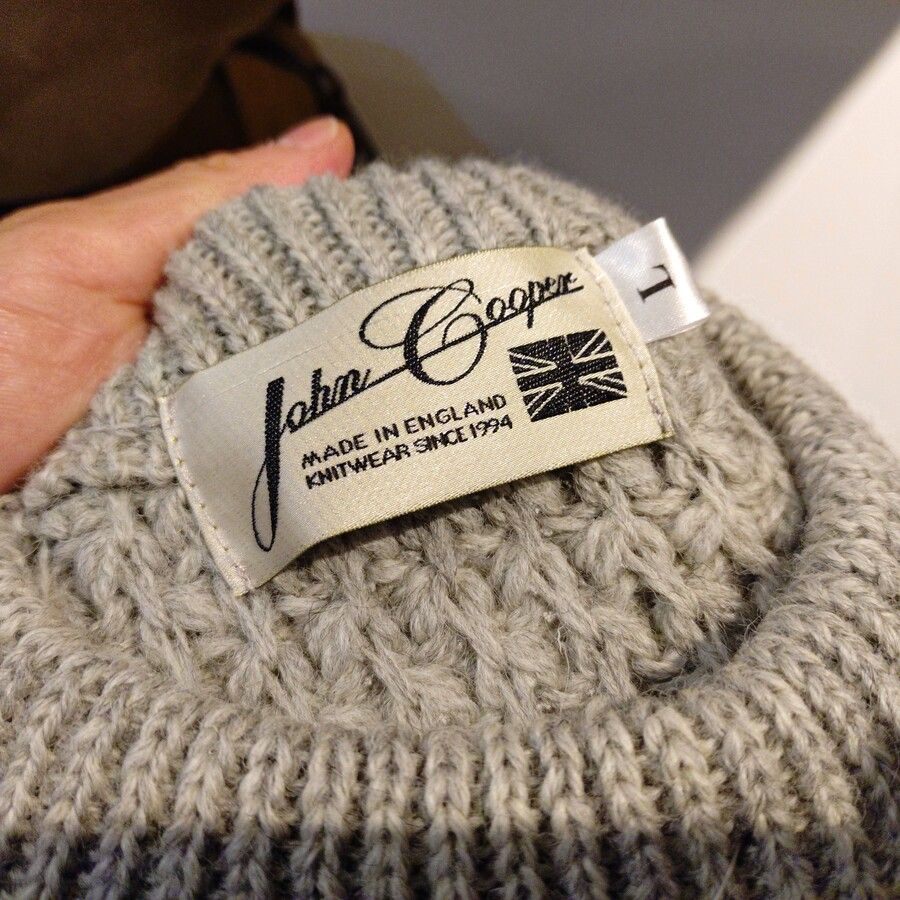 John Cooper
MADE IN ENGLAND
KNITWEAR SINCE 1994
L